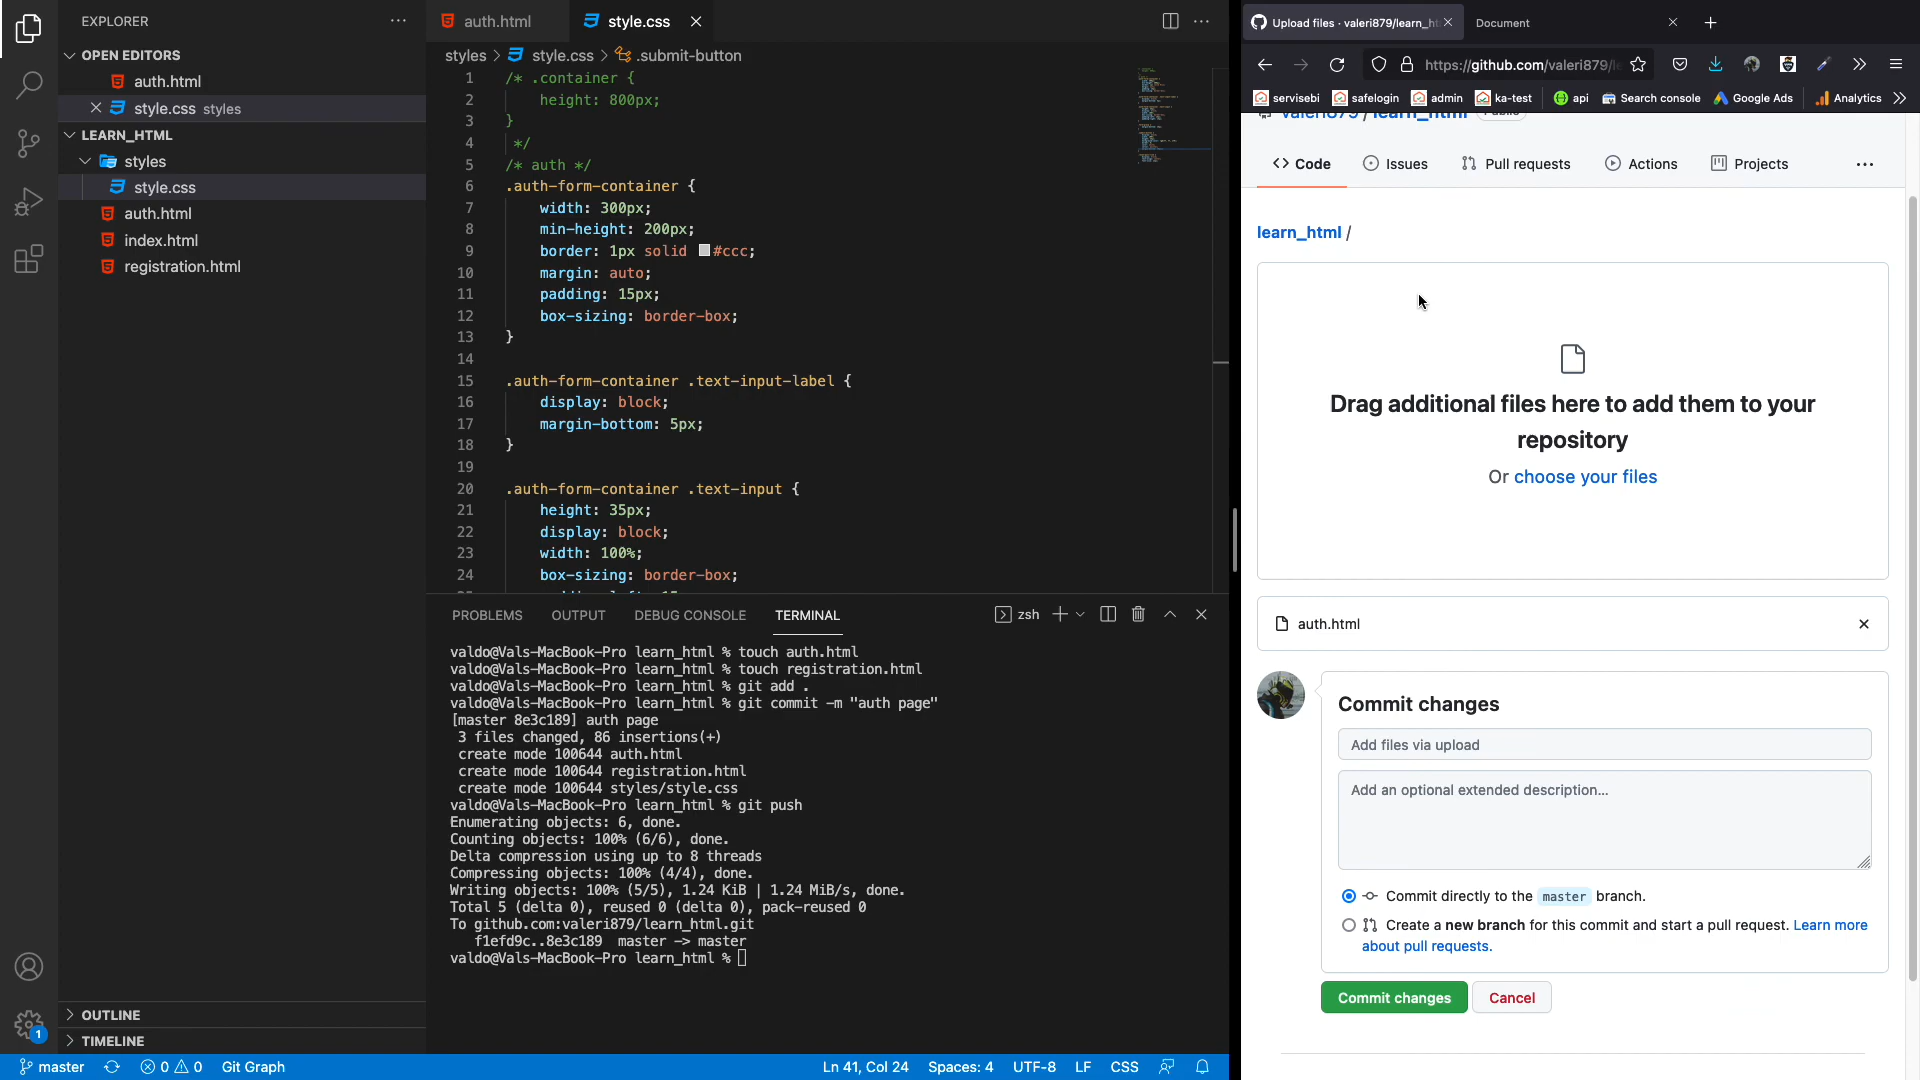 EXPLORER
OPEN EDITORS
auth.html
style.css styles
LEARN_HTML
styles
style.css
auth.html
index.html
registration.html
OUTLINE
TIMELINE
auth.html
style.css
styles > style.css > .submit-button
1 /* .container {
2 height: 800px;
3 }
4 */
5 /* auth */
6 .auth-form-container {
7 width: 300px;
8 min-height: 200px;
9 border: 1px solid #ccc;
10 margin: auto;
11 padding: 15px;
12 box-sizing: border-box;
13 }
14
15 .auth-form-container .text-input-label {
16 display: block;
17 margin-bottom: 5px;
18 }
19
20 .auth-form-container .text-input {
21 height: 35px;
22 display: block;
23 width: 100%;
24 box-sizing: border-box;
PROBLEMS OUTPUT DEBUG CONSOLE TERMINAL
zsh
valdo@Vals-MacBook-Pro learn_html % touch auth.html
valdo@Vals-MacBook-Pro learn_html % touch registration.html
valdo@Vals-MacBook-Pro learn_html % git add .
valdo@Vals-MacBook-Pro learn_html % git commit -m "auth page"
[master 8e3c189] auth page
3 files changed, 86 insertions(+)
create mode 100644 auth.html
create mode 100644 registration.html
create mode 100644 styles/style.css
valdo@Vals-MacBook-Pro learn_html % git push
Enumerating objects: 6, done.
Counting objects: 100% (6/6), done.
Delta compression using up to 8 threads
Compressing objects: 100% (4/4), done.
Writing objects: 100% (5/5), 1.24 KiB | 1.24 MiB/s, done.
Total 5 (delta 0), reused 0 (delta 0), pack-reused 0
To github.com:valeri879/learn_html.git
f1efd9c..8e3c189 master -> master
valdo@Vals-MacBook-Pro learn_html %
1
master 0 0 Git Graph
Ln 41, Col 24 Spaces: 4 UTF-8 LF CSS
Upload files · valeri879/learn_ht
Document
https://github.com/valeri879/l
servisebi safelogin admin ka-test api Search console Google Ads Analytics
valeri879 / learn_html Public
Code Issues Pull requests Actions Projects
learn_html /
Drag additional files here to add them to your
repository
Or choose your files
auth.html
Commit changes
Add files via upload
Add an optional extended description...
Commit directly to the master branch.
Create a new branch for this commit and start a pull request. Learn more
about pull requests.
Commit changes
Cancel